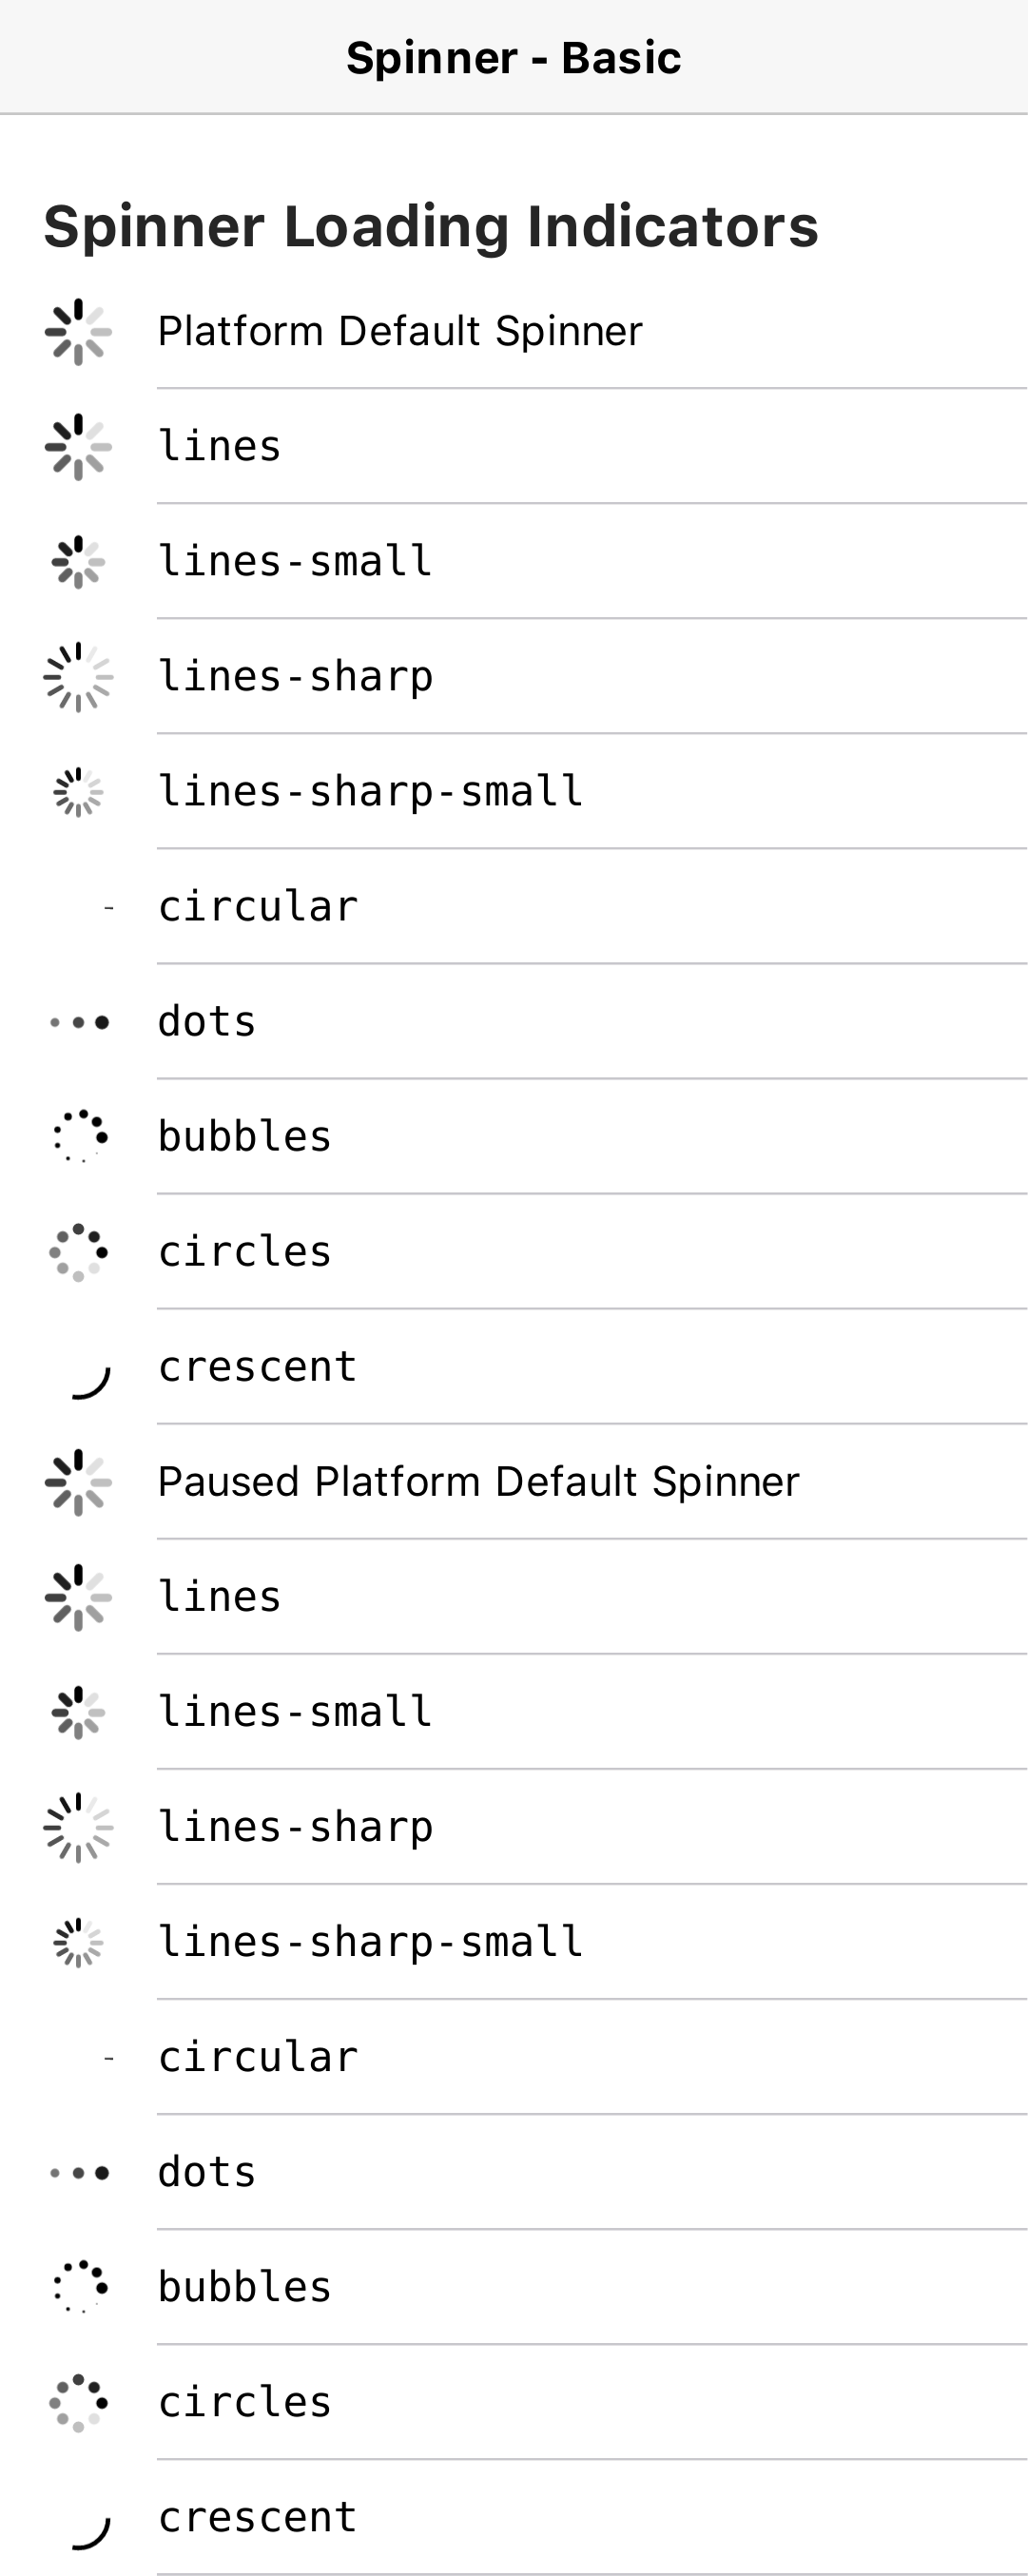 Spinner - Basic
Spinner Loading Indicators
Platform Default Spinner
lines
lines-small
lines-sharp
lines-sharp-small
circular
dots
bubbles
circles
crescent
Paused Platform Default Spinner
lines
lines-small
lines-sharp
lines-sharp-small
circular
dots
bubbles
circles
crescent